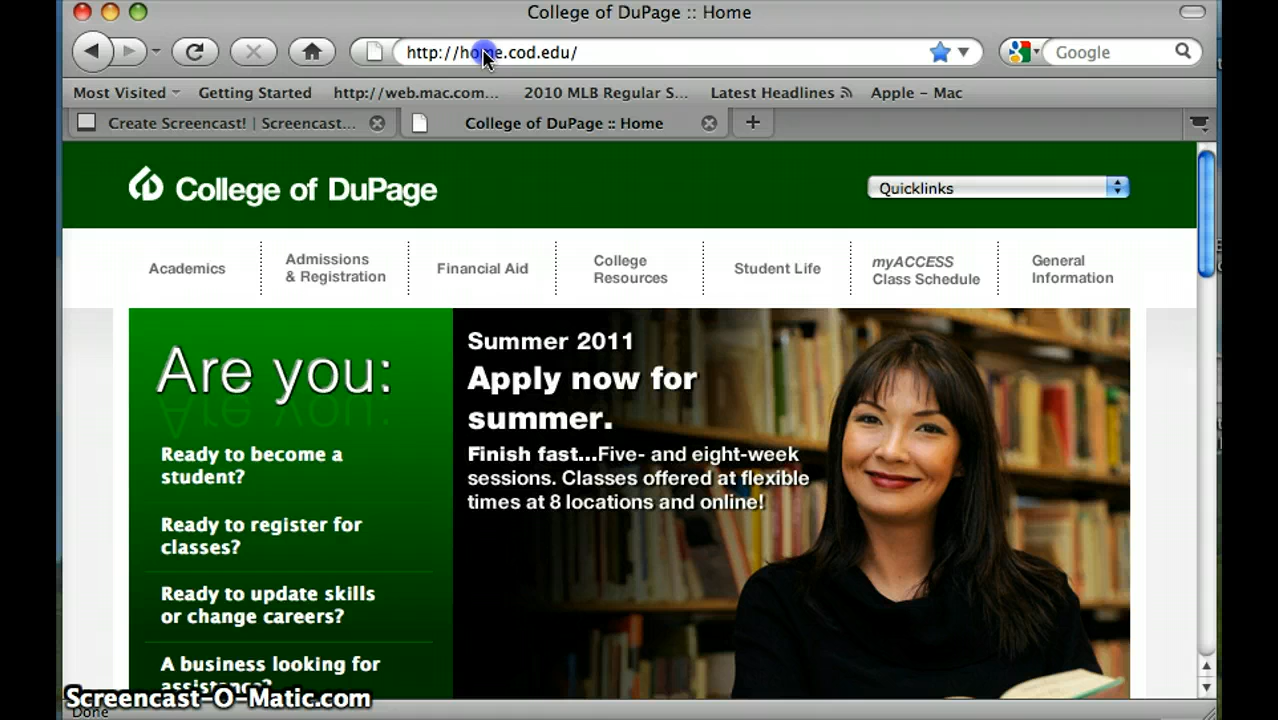 College of DuPage :: Home
http://home.cod.edu/
Google
Most Visited
Getting Started
http://web.mac.com...
2010 MLB Regular S...
Latest Headlines
Apple – Mac
Create Screencast! | Screencast...
College of DuPage :: Home
College of DuPage
Quicklinks
Academics
Admissions
& Registration
Financial Aid
College
Resources
Student Life
myACCESS
Class Schedule
General
Information
Are you:
Ready to become a
student?
Ready to register for
classes?
Ready to update skills
or change careers?
A business looking for
assistance?
Summer 2011
Apply now for
summer.
Finish fast...Five- and eight-week
sessions. Classes offered at flexible
times at 8 locations and online!
Screencast-O-Matic.com
Done